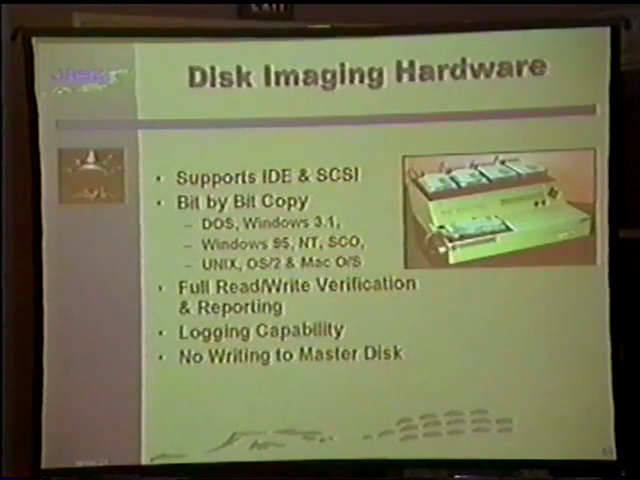 EXIT
Disk Imaging Hardware
• Supports IDE & SCSI
• Bit by Bit Copy
– DOS, Windows 3.1,
– Windows 95, NT, SCO,
– UNIX, OS/2 & Mac O/S
• Full Read/Write Verification
& Reporting
• Logging Capability
• No Writing to Master Disk